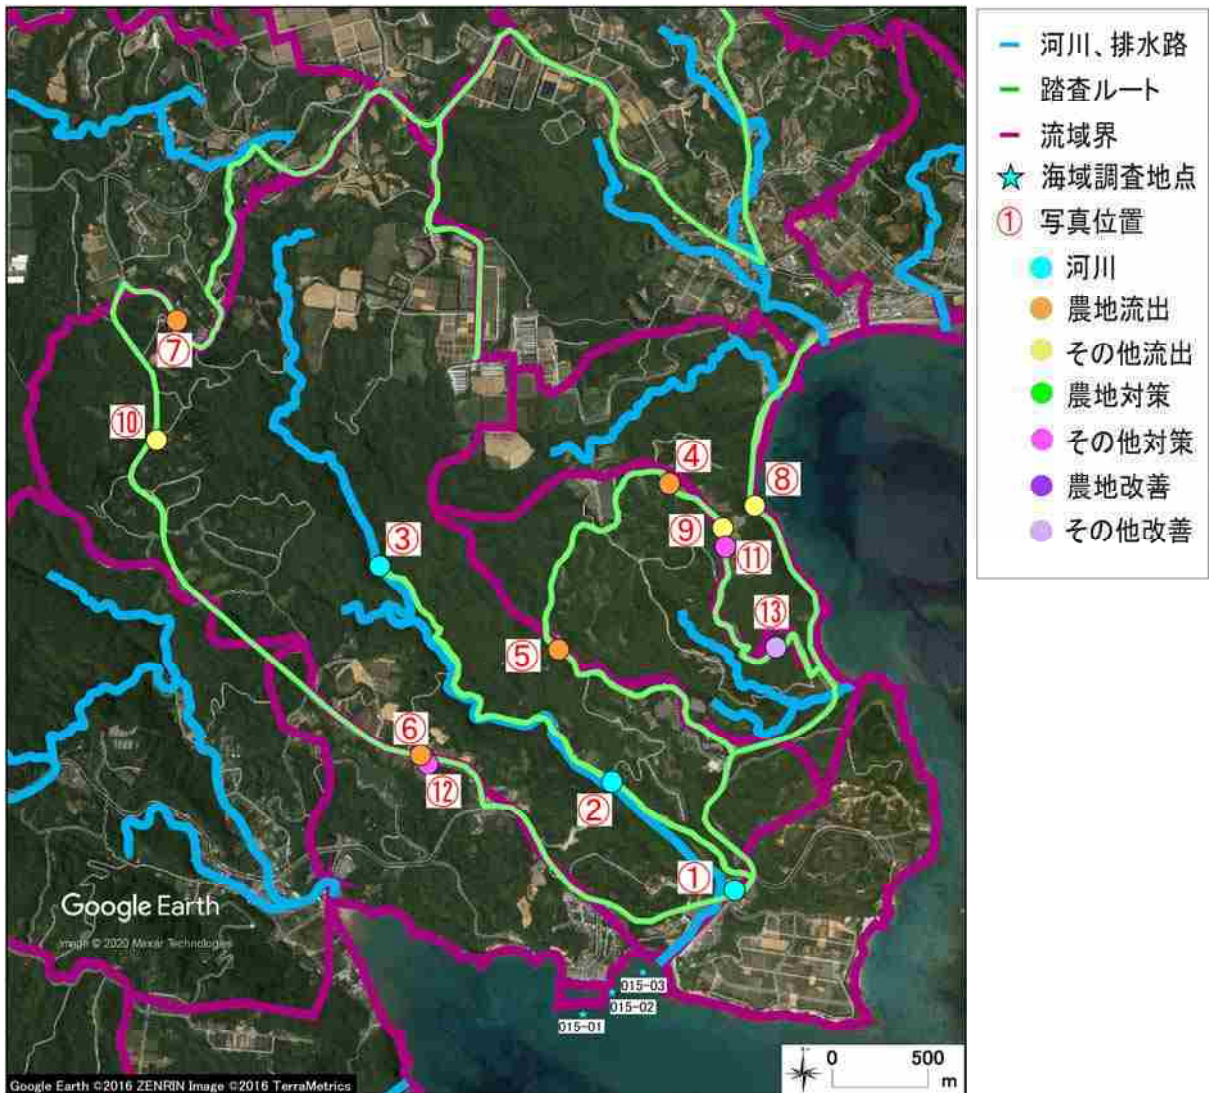 河川、排水路
踏査ルート
流域界
海域調査地点
① 写真位置
河川
農地流出
その他流出
農地対策
その他対策
農地改善
その他改善
⑦
⑩
④
⑧
③
⑨
⑪
⑬
⑤
⑥
⑫
②
①
Google Earth
Image © 2020 Maxar Technologies
015-03
015-02
015-01
0 500
m
Google Earth ©2016 ZENRIN Image ©2016 TerraMetrics